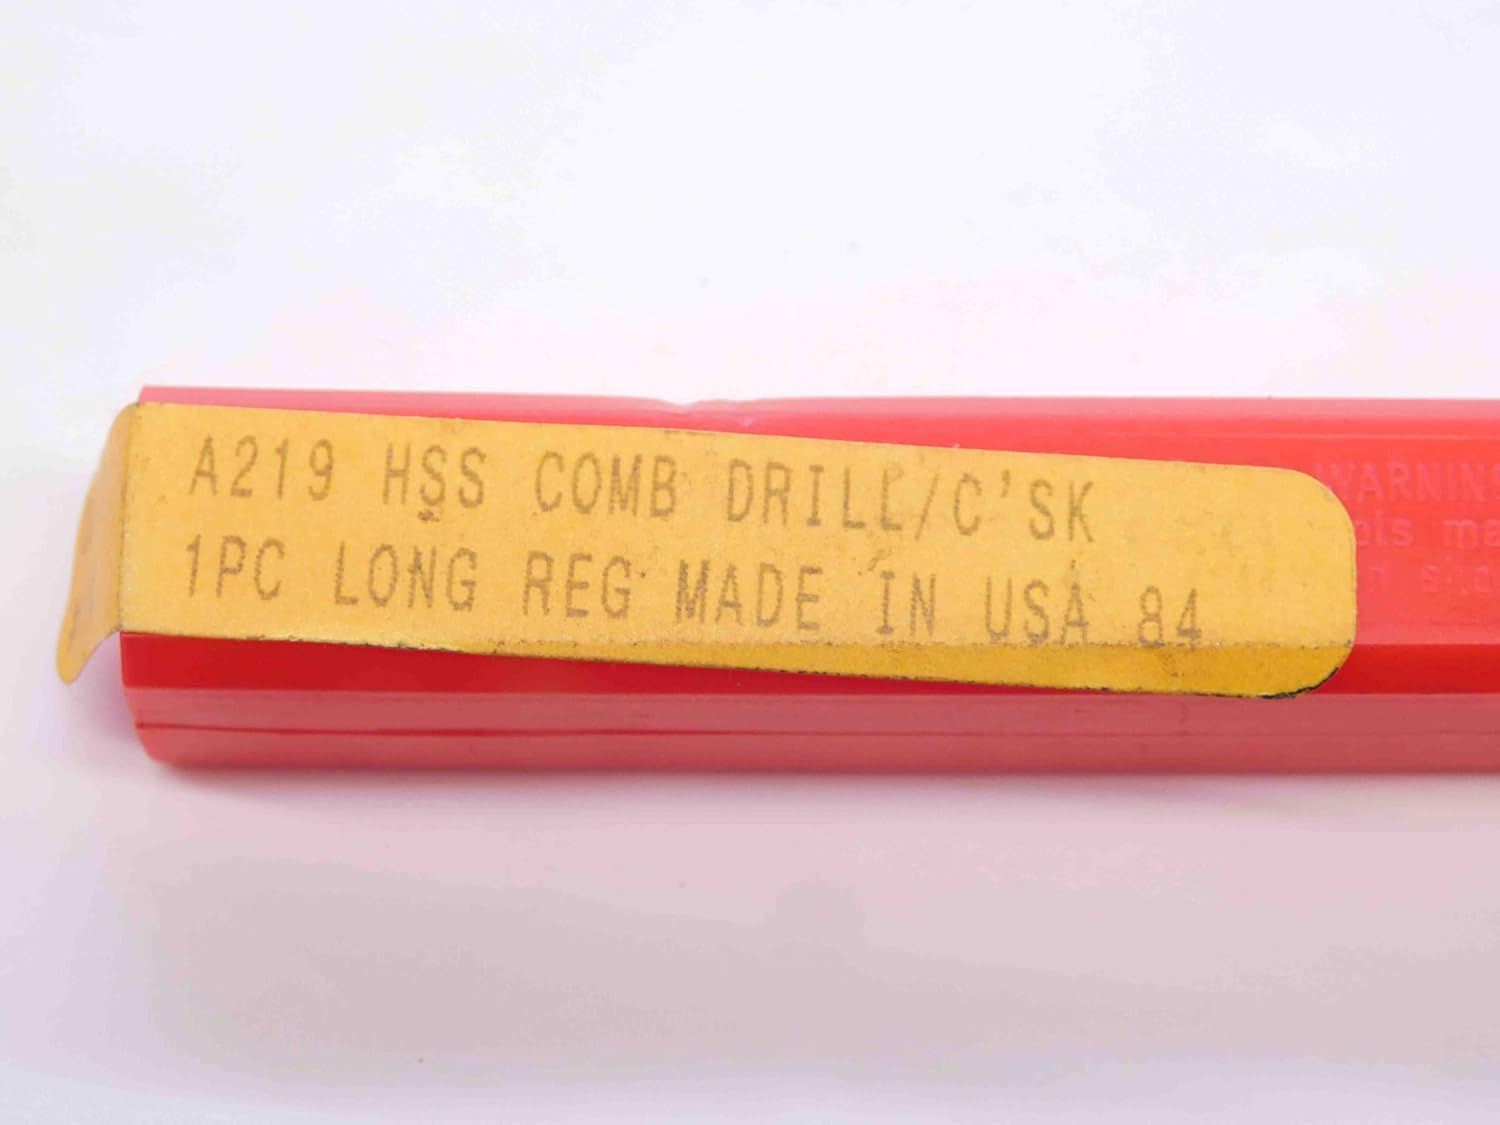 A219 HSS COMB DRILL/C'SK
1PC LONG REG MADE IN USA 84
WARNING